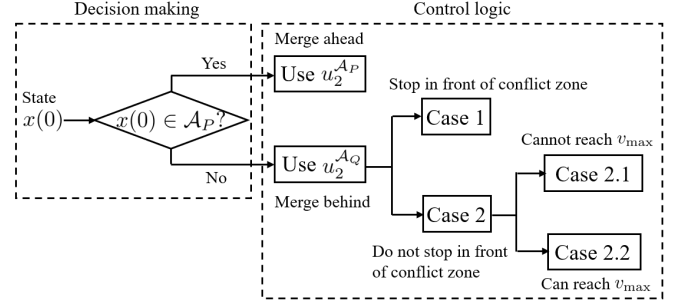 Decision making
Control logic
Merge ahead
Yes
Use $u_2^{\mathcal{A}_P}$
State
$x(0)$
$x(0) \in \mathcal{A}_P$?
Stop in front of conflict zone
Case 1
Cannot reach $v_{\max}$
Use $u_2^{\mathcal{A}_Q}$
Case 2.1
No
Merge behind
Case 2
Do not stop in front
of conflict zone
Case 2.2
Can reach $v_{\max}$